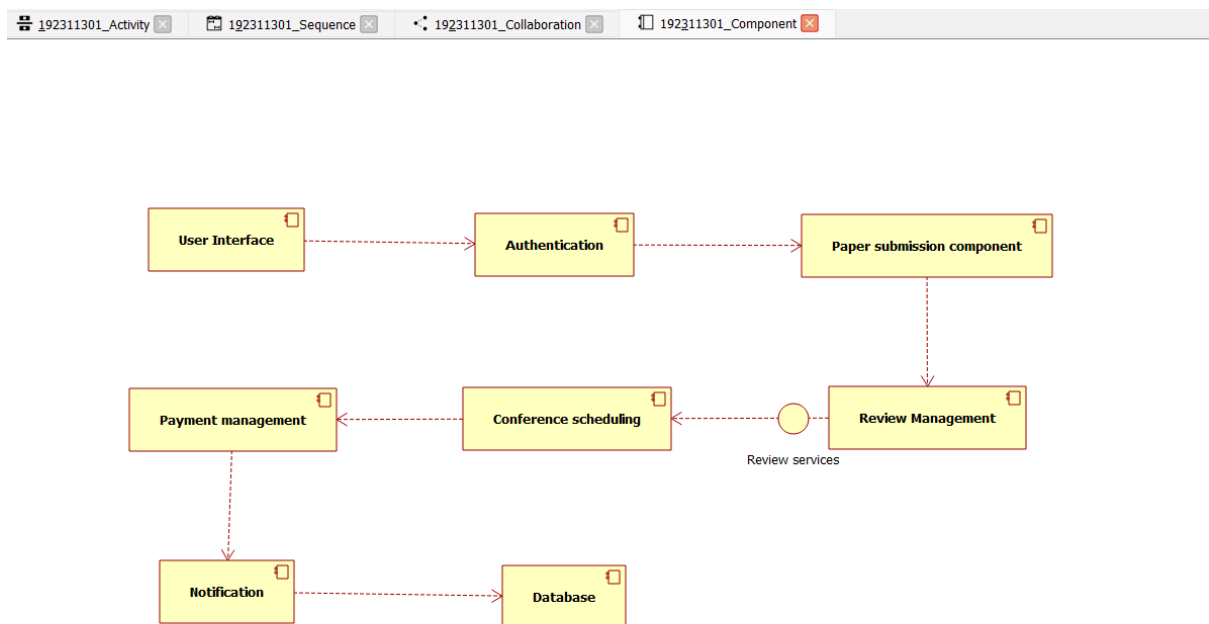 192311301_Activity
192311301_Sequence
192311301_Collaboration
192311301_Component
User Interface
Authentication
Paper submission component
Payment management
Conference scheduling
Review Management
Review services
Notification
Database